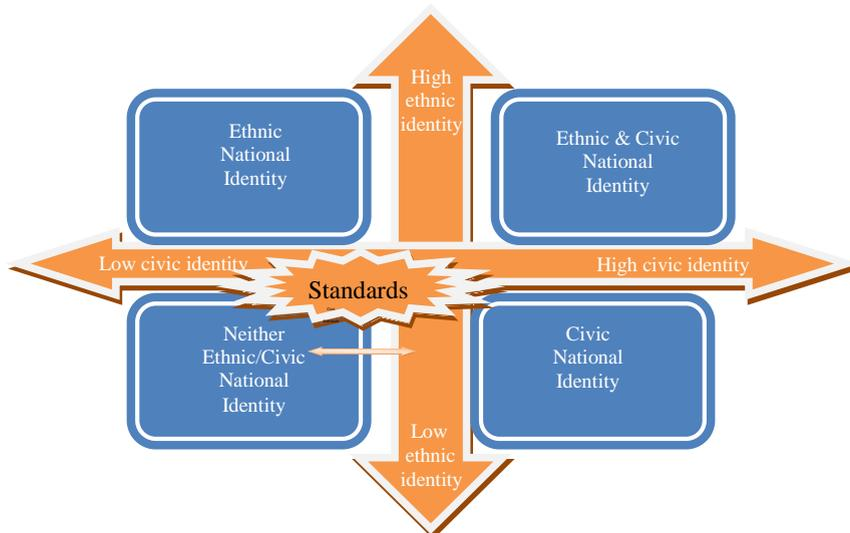 High
ethnic
identity
Ethnic
National
Identity
Ethnic & Civic
National
Identity
Low civic identity
High civic identity
Standards
Neither
Ethnic/Civic
National
Identity
Civic
National
Identity
Low
ethnic
identity